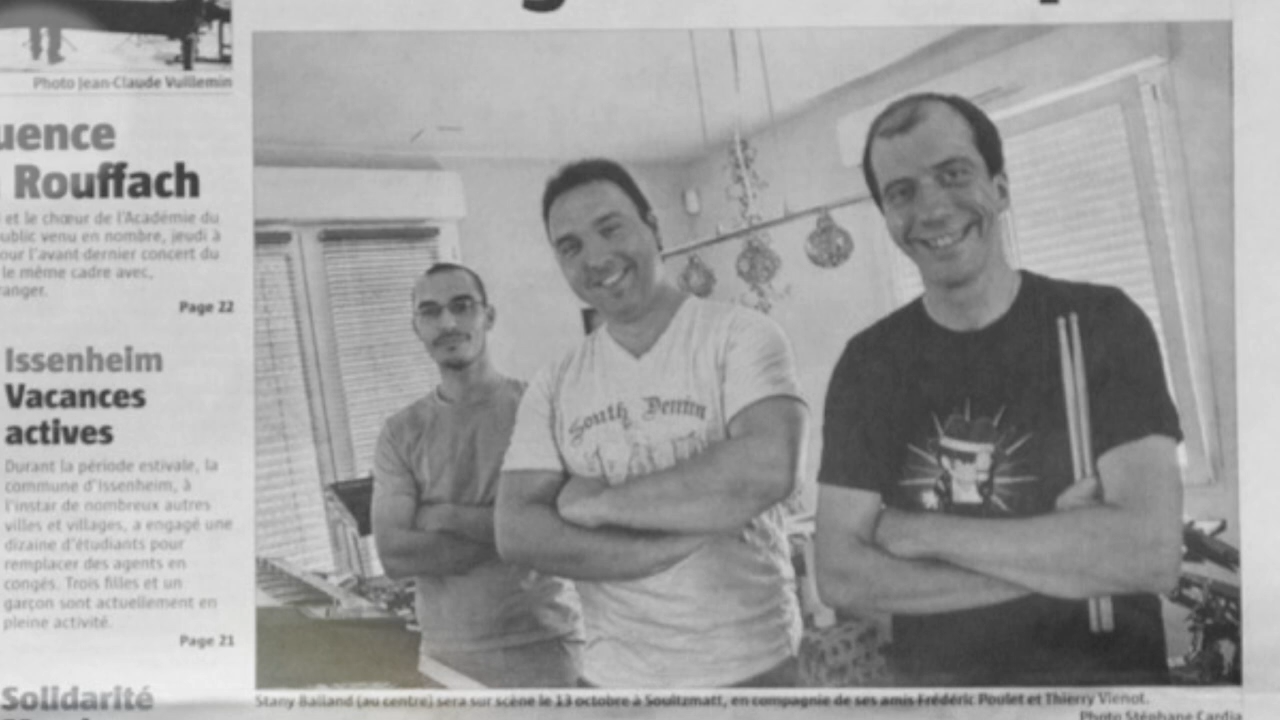 Photo Jean-Claude Vuillemin
uence
Rouffach
et le chœur de l'Académie du
ublic venu en nombre, jeudi à
our l'avant-dernier concert du
le même cadre avec,
ranger.
Page 22
Issenheim
Vacances
actives
Durant la période estivale, la
commune d'Issenheim, à
l'instar de nombreux autres
villes et villages, a engagé une
dizaine d'étudiants pour
remplacer des agents en
congés. Trois filles et un
garçon sont actuellement en
pleine activité.
Page 21
Solidarité
South
Stany Balland (au centre) sera sur scène le 13 octobre à Soultzmatt, en compagnie de ses amis Frédéric Poulet et Thierry Vienot.
Photo Stéphane Cardia